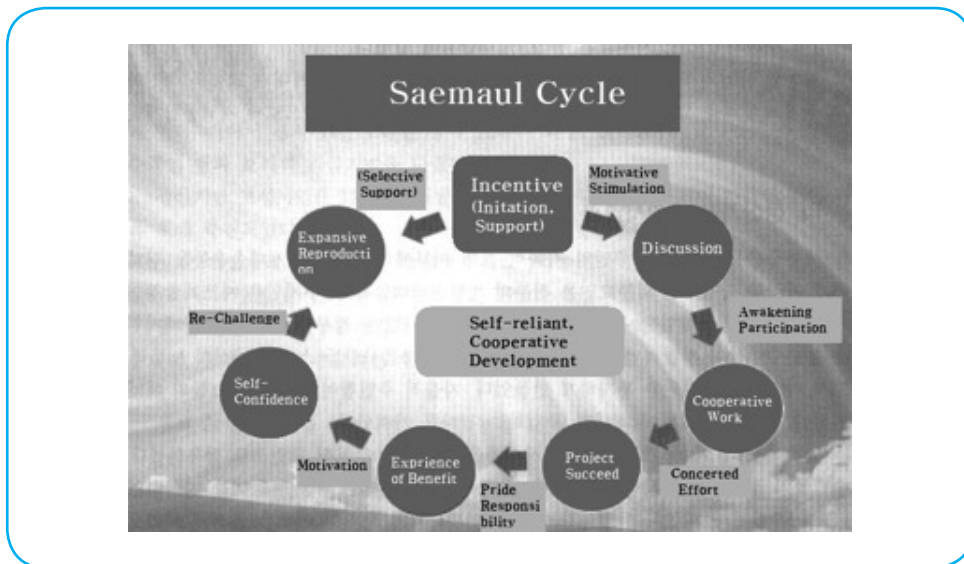 Saemaul Cycle
(Selective
Support)
Incentive
(Initation,
Support)
Motivative
Stimulation
Expansive
Reproducti
on
Discussion
Re-Challenge
Self-reliant,
Cooperative
Development
Awakening
Participation
Self-
Confidence
Cooperative
Work
Motivation
Exprience
of Benefit
Project
Succeed
Concerted
Effort
Pride
Responsi
bility